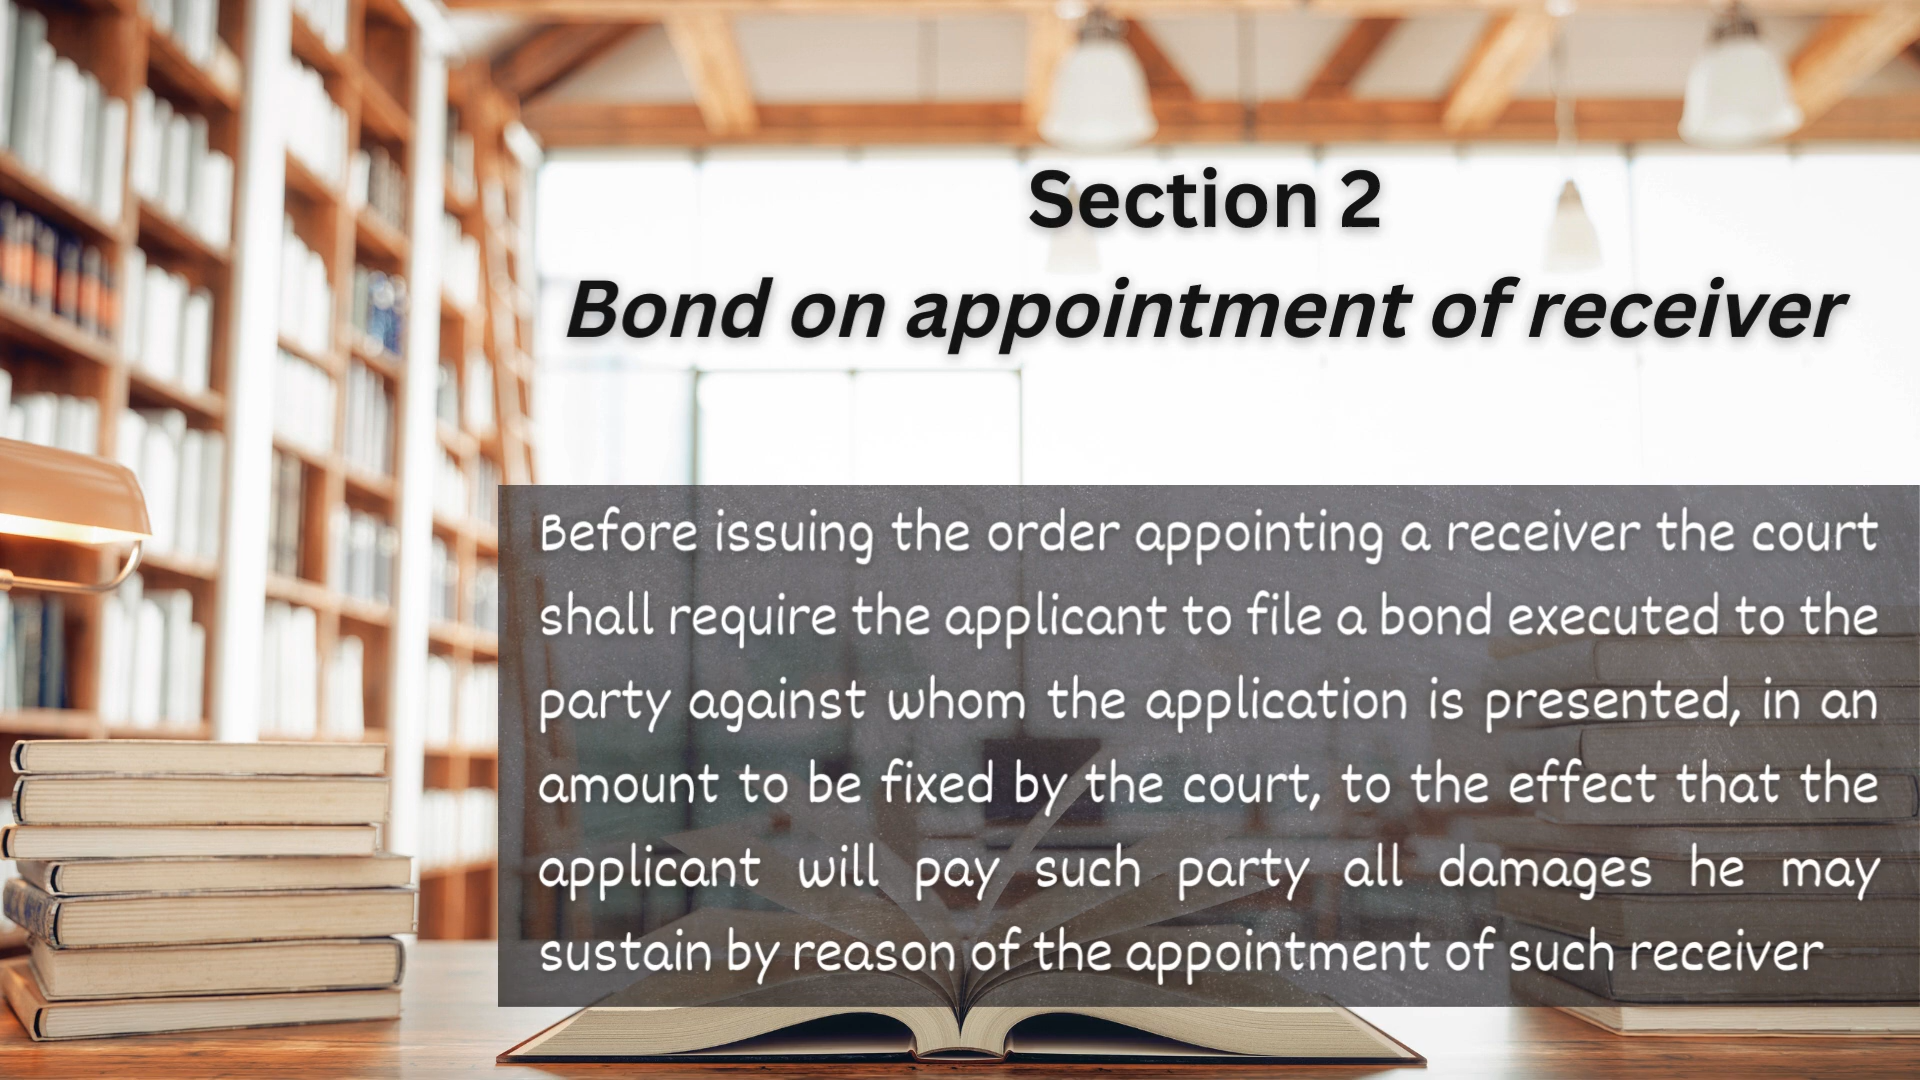 Section 2
Bond on appointment of receiver
Before issuing the order appointing a receiver the court
shall require the applicant to file a bond executed to the
party against whom the application is presented, in an
amount to be fixed by the court, to the effect that the
applicant will pay such party all damages he may
sustain by reason of the appointment of such receiver